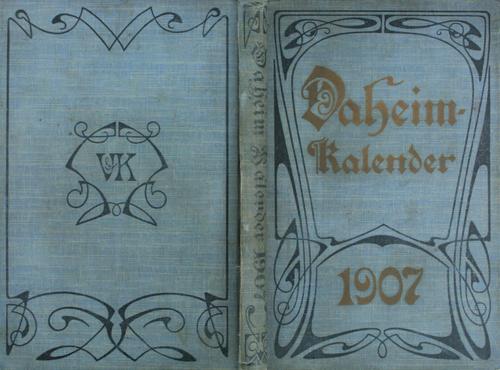 VK
Daheim Kalender 1907
Daheim-
Kalender
1907